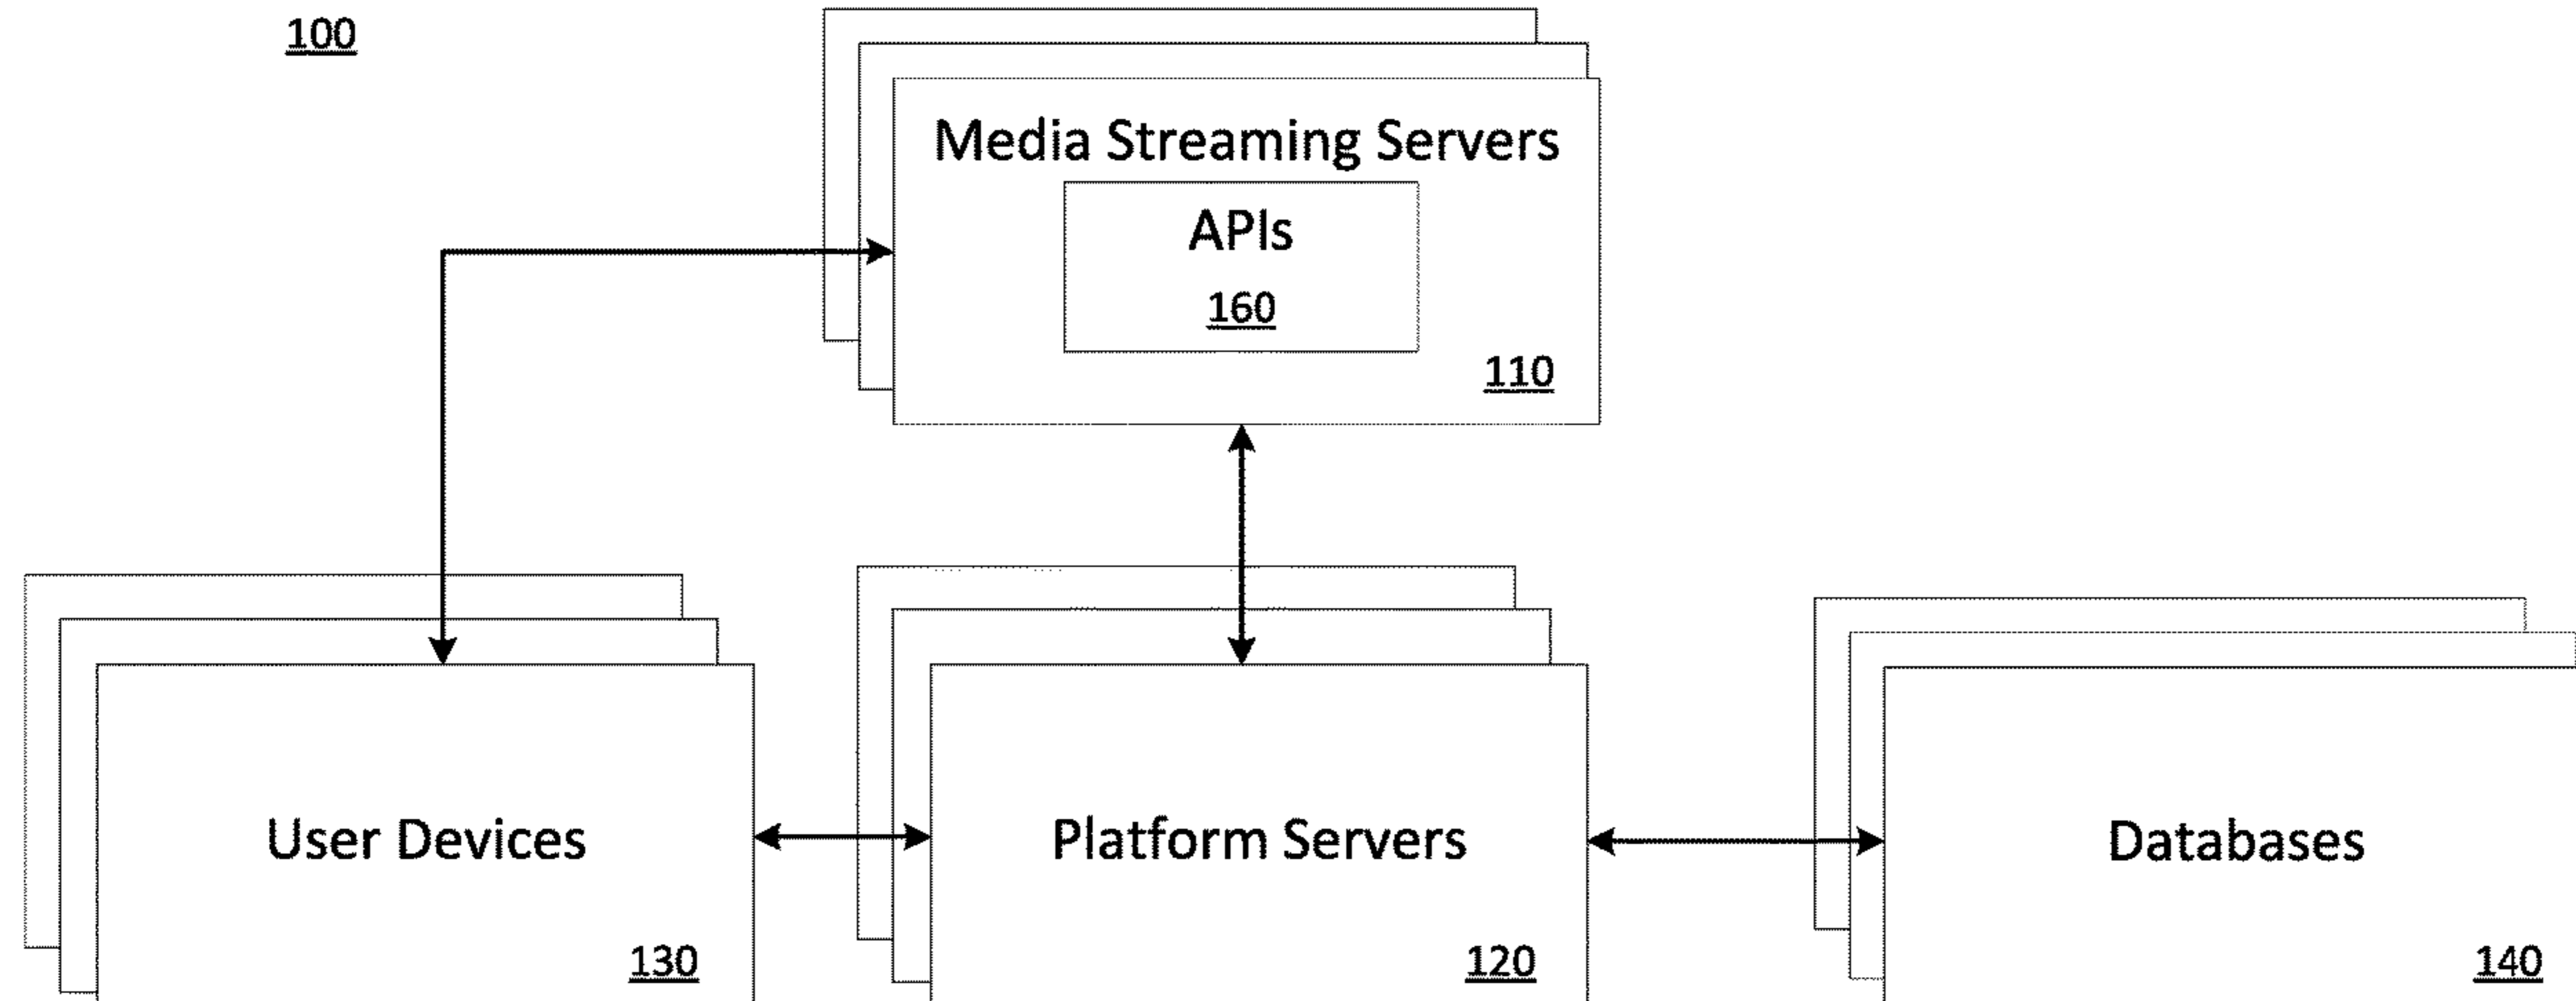 100
Media Streaming Servers
APIs
160
110
User Devices
130
Platform Servers
120
Databases
140